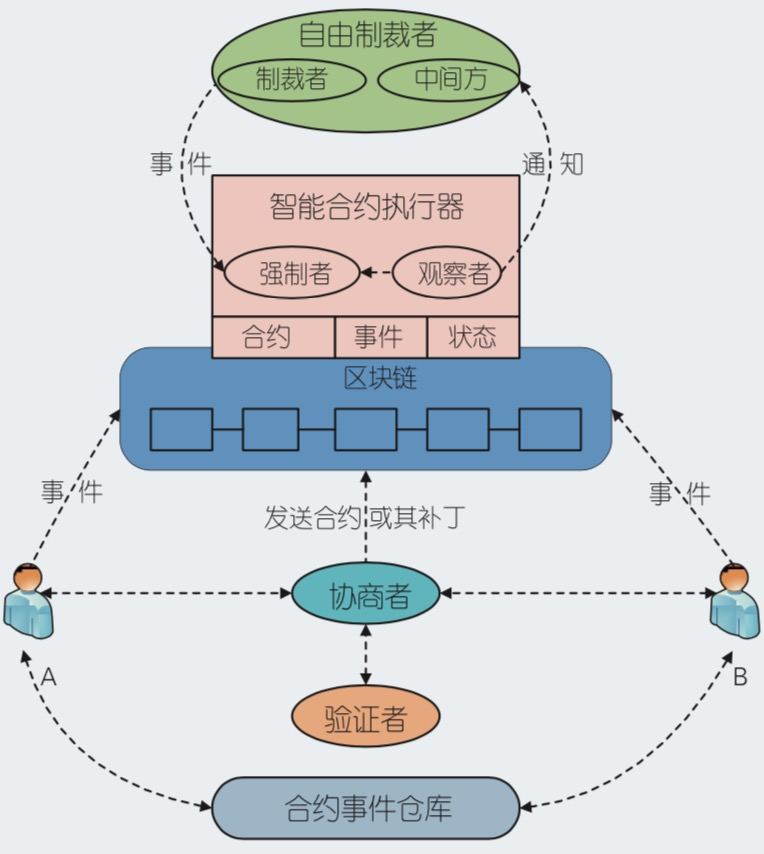 自由制裁者
制裁者
中间方
事件
通知
智能合约执行器
强制者
观察者
合约
事件
状态
区块链
事件
事件
发送合约或其补丁
协商者
A
B
验证者
合约事件仓库